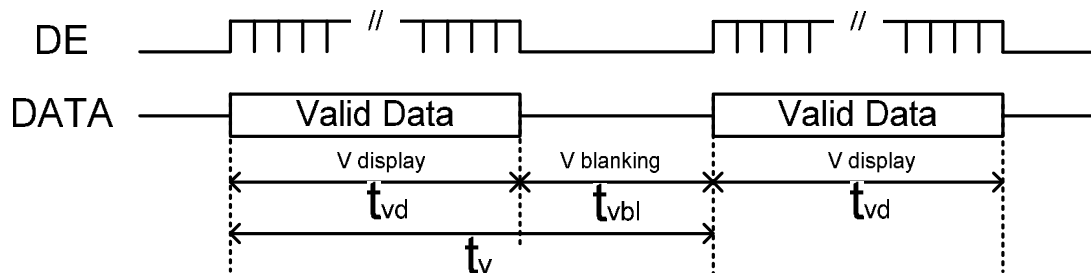 DE // //
DATA Valid Data Valid Data
V display V blanking V display
tvd tvbl tvd
tv